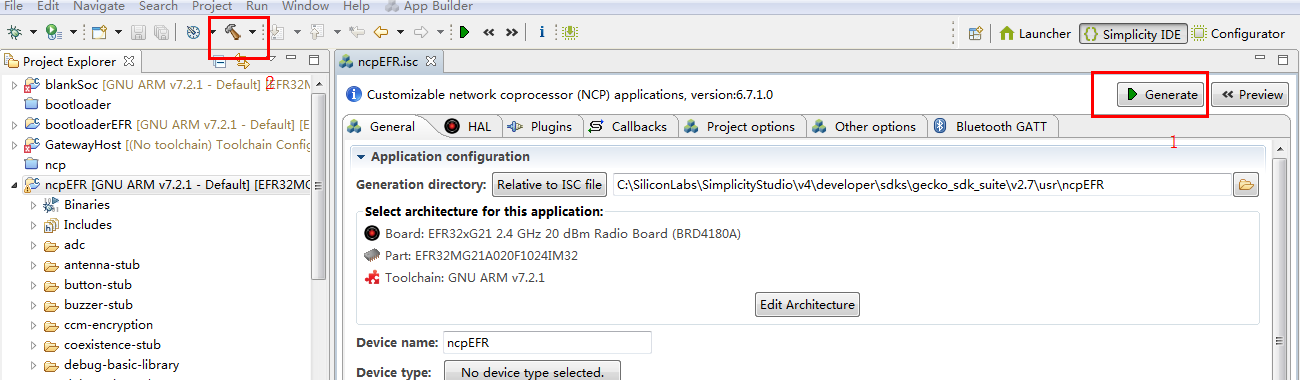 File Edit Navigate Search Project Run Window Help App Builder
Launcher Simplicity IDE Configurator
Project Explorer
ncpEFR.isc
2
blankSoc [GNU ARM v7.2.1 - Default] [EFR32M
bootloader
bootloaderEFR [GNU ARM v7.2.1 - Default] [E
GatewayHost [(No toolchain) Toolchain Config
ncp
ncpEFR [GNU ARM v7.2.1 - Default] [EFR32MG
Binaries
Includes
adc
antenna-stub
button-stub
buzzer-stub
ccm-encryption
coexistence-stub
debug-basic-library
Customizable network coprocessor (NCP) applications, version:6.7.1.0
Generate Preview
1
General HAL Plugins Callbacks Project options Other options Bluetooth GATT
Application configuration
Generation directory: Relative to ISC file C:\SiliconLabs\SimplicityStudio\v4\developer\sdks\gecko_sdk_suite\v2.7\usr\ncpEFR
Select architecture for this application:
Board: EFR32xG21 2.4 GHz 20 dBm Radio Board (BRD4180A)
Part: EFR32MG21A020F1024IM32
Toolchain: GNU ARM v7.2.1
Edit Architecture
Device name: ncpEFR
Device type: No device type selected.